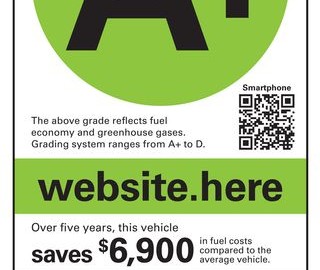 A+
Smartphone
The above grade reflects fuel
economy and greenhouse gases.
Grading system ranges from A+ to D.
website.here
Over five years, this vehicle
saves $6,900 in fuel costs
compared to the
average vehicle.